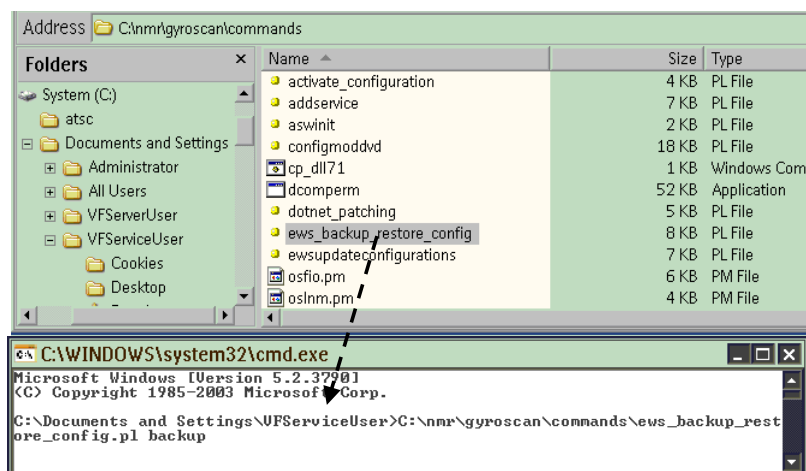 Address C:\nmr\gyroscan\commands
Folders ×
System (C:)
atsc
Documents and Settings
Administrator
All Users
VFServerUser
VFServiceUser
Cookies
Desktop
Name Size Type
activate_configuration 4 KB PL File
addservice 7 KB PL File
aswinit 2 KB PL File
configmoddvd 18 KB PL File
cp_dll71 1 KB Windows Com
dcomperm 52 KB Application
dotnet_patching 5 KB PL File
ews_backup_restore_config 8 KB PL File
ewsupdateconfigurations 7 KB PL File
osfio.pm 6 KB PM File
oslnm.pm 4 KB PM File
C:\WINDOWS\system32\cmd.exe
Microsoft Windows [Version 5.2.3790]
(C) Copyright 1985-2003 Microsoft Corp.
C:\Documents and Settings\VFServiceUser>C:\nmr\gyroscan\commands\ews_backup_rest
ore_config.pl backup